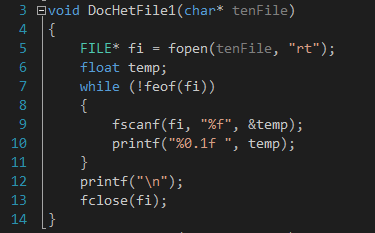 3 void DocHetFile1(char* tenFile)
4 {
5     FILE* fi = fopen(tenFile, "rt");
6     float temp;
7     while (!feof(fi))
8     {
9         fscanf(fi, "%f", &temp);
10         printf("%0.1f ", temp);
11     }
12     printf("\n");
13     fclose(fi);
14 }